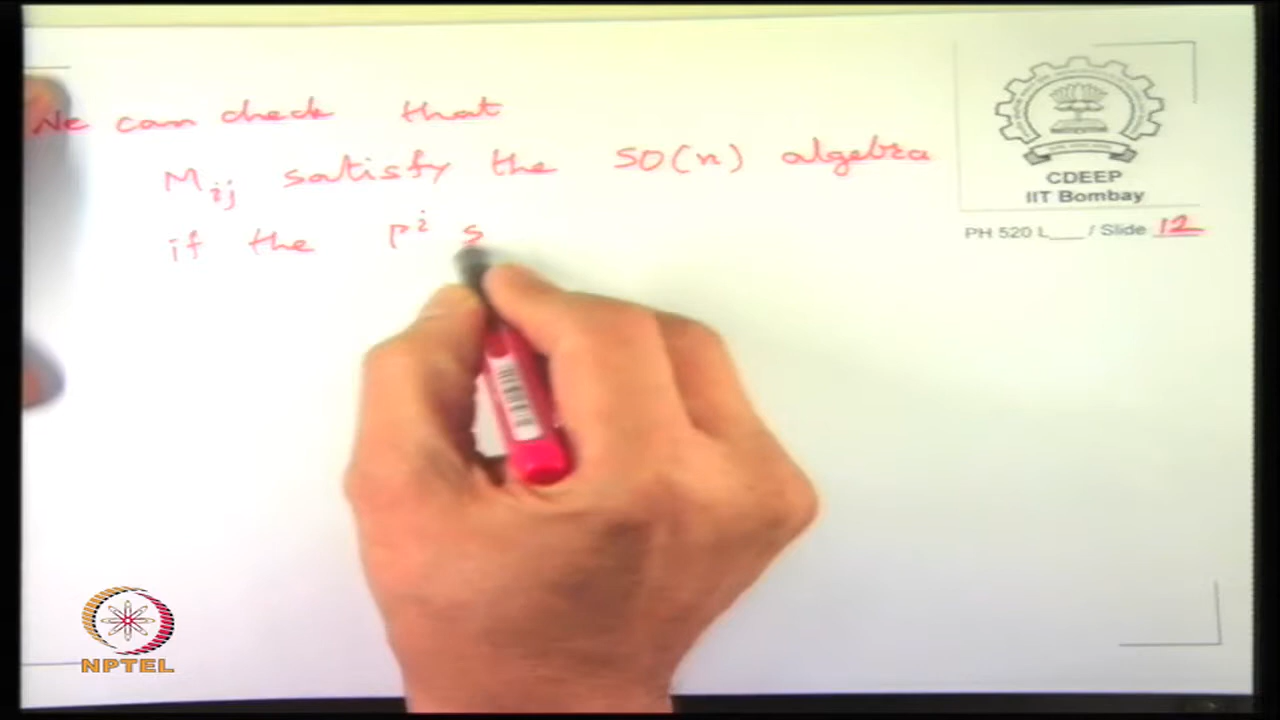 We can check that
M_ij satisfy the SO(n) algebra
if the Γ^i s
CDEEP
IIT Bombay
PH 520 L___ / Slide 12
NPTEL